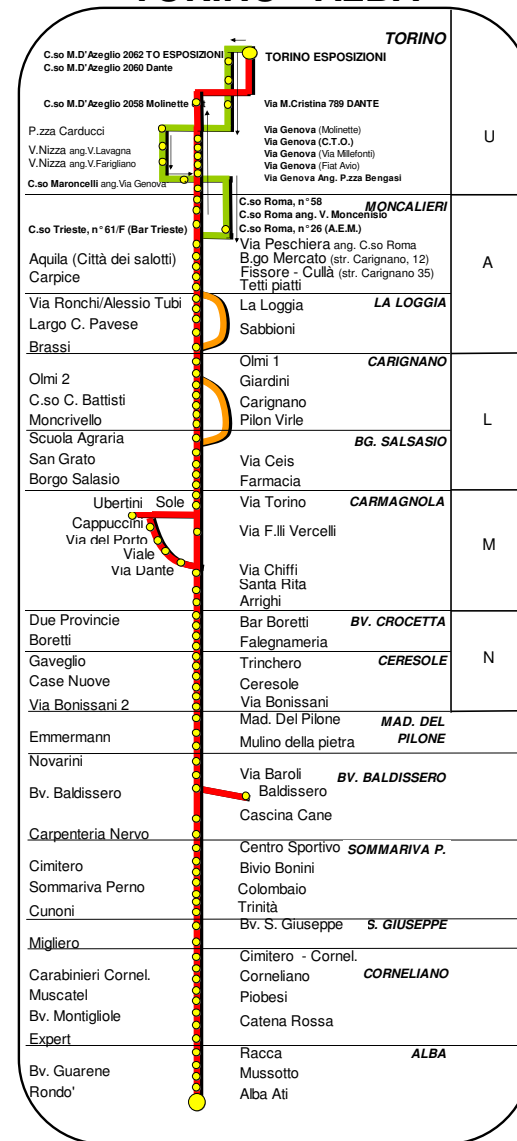 TORINO
C.so M.D'Azeglio 2062 TO ESPOSIZIONI
TORINO ESPOSIZIONI
C.so M.D'Azeglio 2060 Dante
C.so M.D'Azeglio 2058 Molinette
Via M.Cristina 789 DANTE
P.zza Carducci
Via Genova (Molinette)
U
Via Genova (C.T.O.)
V.Nizza ang.V.Lavagna
Via Genova (Via Millefonti)
V.Nizza ang.V.Farigliano
Via Genova (Fiat Avio)
C.so Maroncelli ang.Via Genova
Via Genova Ang. P.zza Bengasi
C.so Roma, n°58
MONCALIERI
C.so Roma ang. V. Moncenisio
C.so Trieste, n°61/F (Bar Trieste)
C.so Roma, n°26 (A.E.M.)
Via Peschiera ang. C.so Roma
Aquila (Città dei salotti)
B.go Mercato (str. Carignano, 12)
A
Carpice
Fissore - Cullà (str. Carignano 35)
Tetti piatti
Via Ronchi/Alessio Tubi
La Loggia
LA LOGGIA
Largo C. Pavese
Sabbioni
Brassi
Olmi 1
CARIGNANO
Olmi 2
Giardini
C.so C. Battisti
Carignano
L
Moncrivello
Pilon Virle
Scuola Agraria
BG. SALSASIO
San Grato
Via Ceis
Borgo Salasio
Farmacia
Ubertini
Sole
Via Torino
CARMAGNOLA
Cappuccini
Via F.lli Vercelli
Via del Porto
M
Viale
Via Dante
Via Chiffi
Santa Rita
Arrighi
Due Provincie
Bar Boretti
BV. CROCETTA
Boretti
Falegnameria
Gaveglio
Trinchero
CERESOLE
N
Case Nuove
Ceresole
Via Bonissani 2
Via Bonissani
Mad. Del Pilone
MAD. DEL
Emmermann
Mulino della pietra
PILONE
Novarini
Via Baroli
BV. BALDISSERO
Bv. Baldissero
Baldissero
Cascina Cane
Carpenteria Nervo
Centro Sportivo
SOMMARIVA P.
Cimitero
Bivio Bonini
Sommariva Perno
Colombaio
Cunoni
Trinità
Bv. S. Giuseppe
S. GIUSEPPE
Migliero
Cimitero - Cornel.
Carabinieri Cornel.
Corneliano
CORNELIANO
Muscatel
Piobesi
Bv. Montigliole
Catena Rossa
Expert
Racca
ALBA
Bv. Guarene
Mussotto
Rondo'
Alba Ati